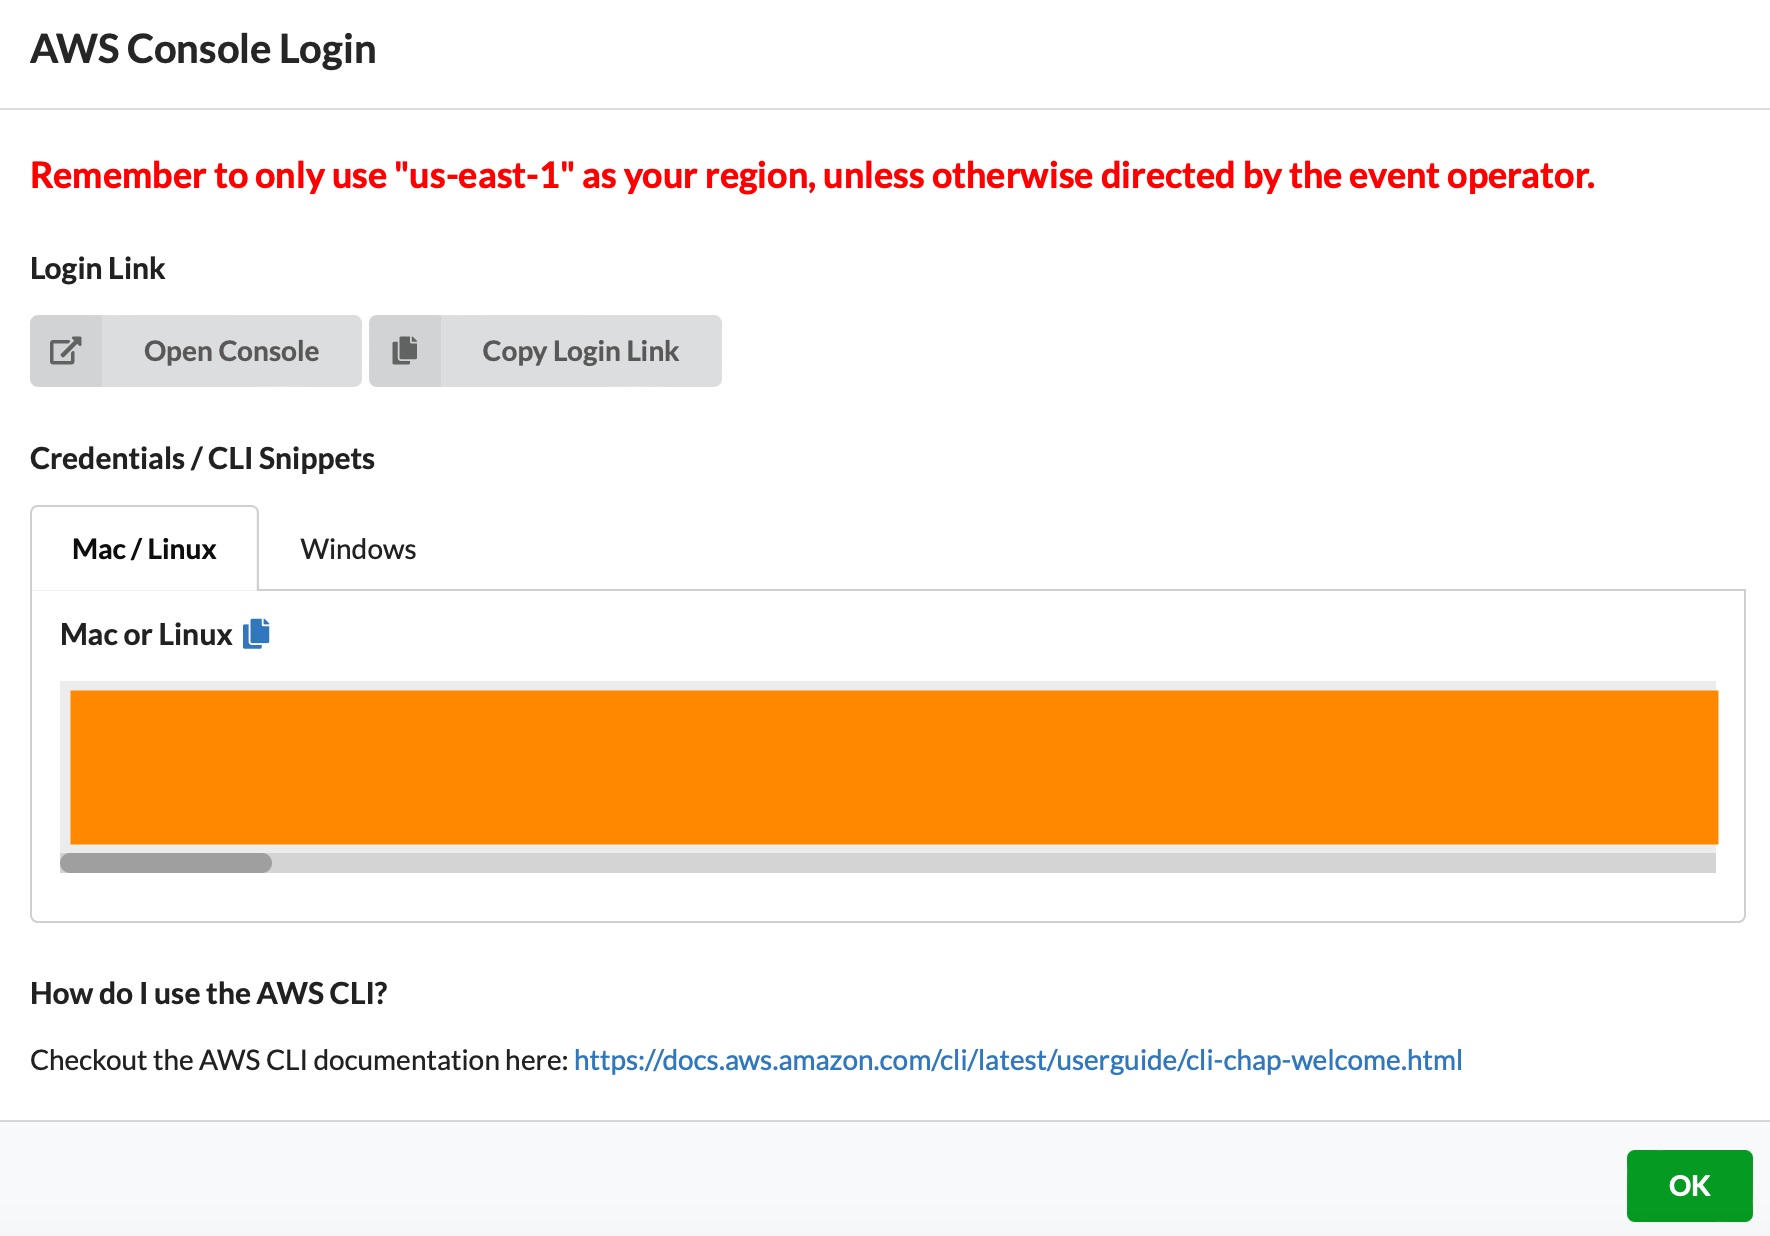 AWS Console Login
Remember to only use "us-east-1" as your region, unless otherwise directed by the event operator.
Login Link
Open Console
Copy Login Link
Credentials / CLI Snippets
Mac / Linux
Windows
Mac or Linux
How do I use the AWS CLI?
Checkout the AWS CLI documentation here: https://docs.aws.amazon.com/cli/latest/userguide/cli-chap-welcome.html
OK